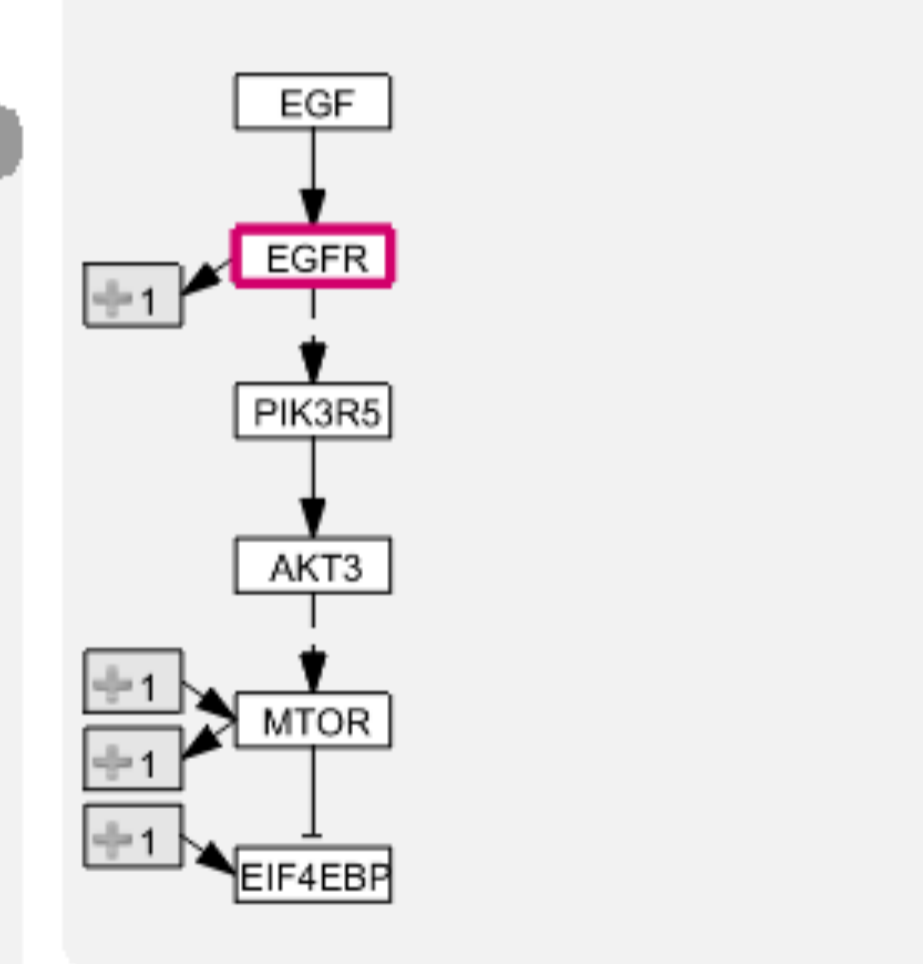 EGF
EGFR
+ 1
PIK3R5
AKT3
+ 1
MTOR
+ 1
+ 1
EIF4EBP